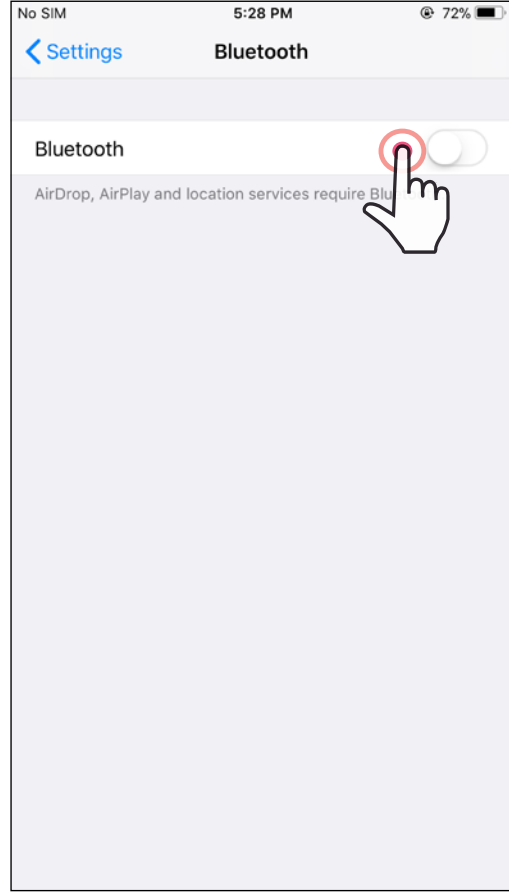 No SIM 5:28 PM 72%
Settings Bluetooth
Bluetooth
AirDrop, AirPlay and location services require